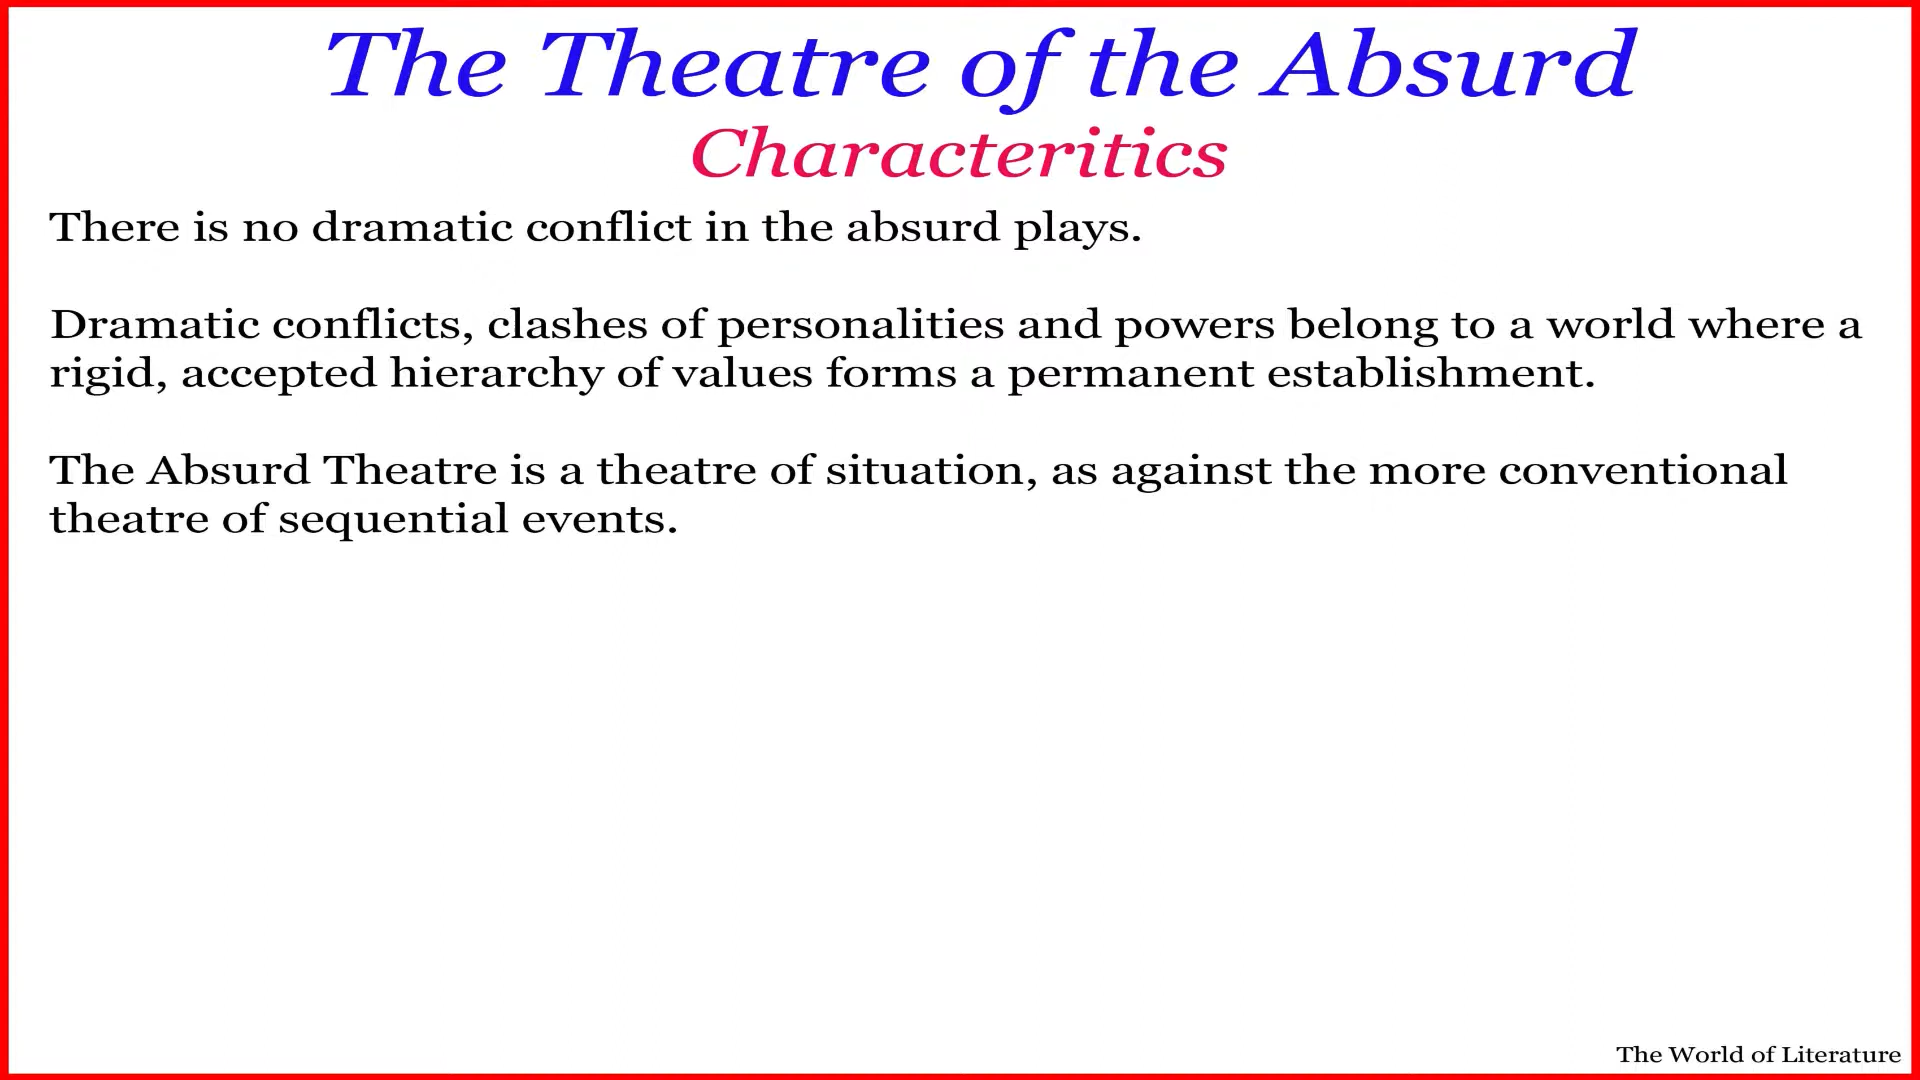 The Theatre of the Absurd
Characteritics
There is no dramatic conflict in the absurd plays.
Dramatic conflicts, clashes of personalities and powers belong to a world where a
rigid, accepted hierarchy of values forms a permanent establishment.
The Absurd Theatre is a theatre of situation, as against the more conventional
theatre of sequential events.
The World of Literature